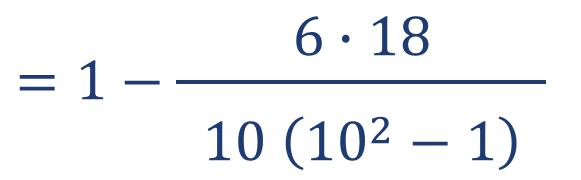 = 1 − 6 · 18 / 10 (10² − 1)